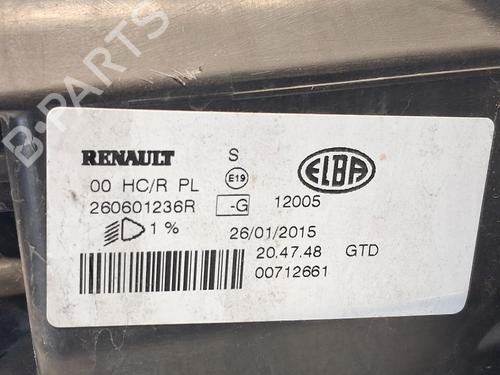 B-PARTS
RENAULT S ELBA
00 HC/R PL E19
260601236R -G 12005
1 % 26/01/2015
20.47.48 GTD
00712661